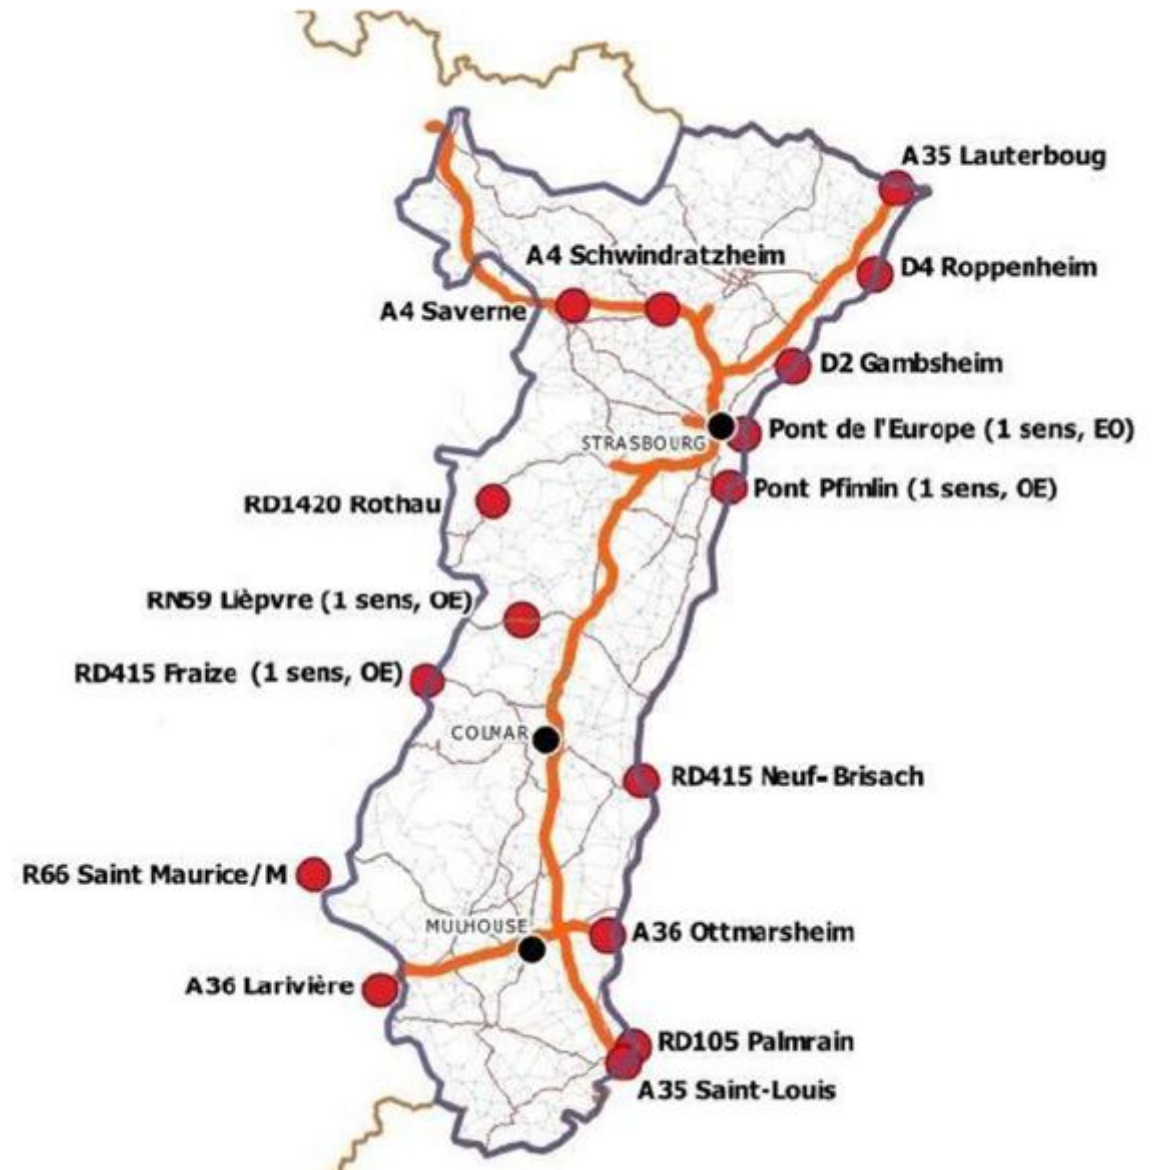 A35 Lauterboug
A4 Schwindratzheim
D4 Roppenheim
A4 Saverne
D2 Gambsheim
Pont de l'Europe (1 sens, EO)
STRASBOURG
Pont Pfimlin (1 sens, OE)
RD1420 Rothau
RN59 Lièpvre (1 sens, OE)
RD415 Fraize (1 sens, OE)
COLMAR
RD415 Neuf-Brisach
R66 Saint Maurice/M
MULHOUSE
A36 Ottmarsheim
A36 Larivière
RD105 Palmrain
A35 Saint-Louis